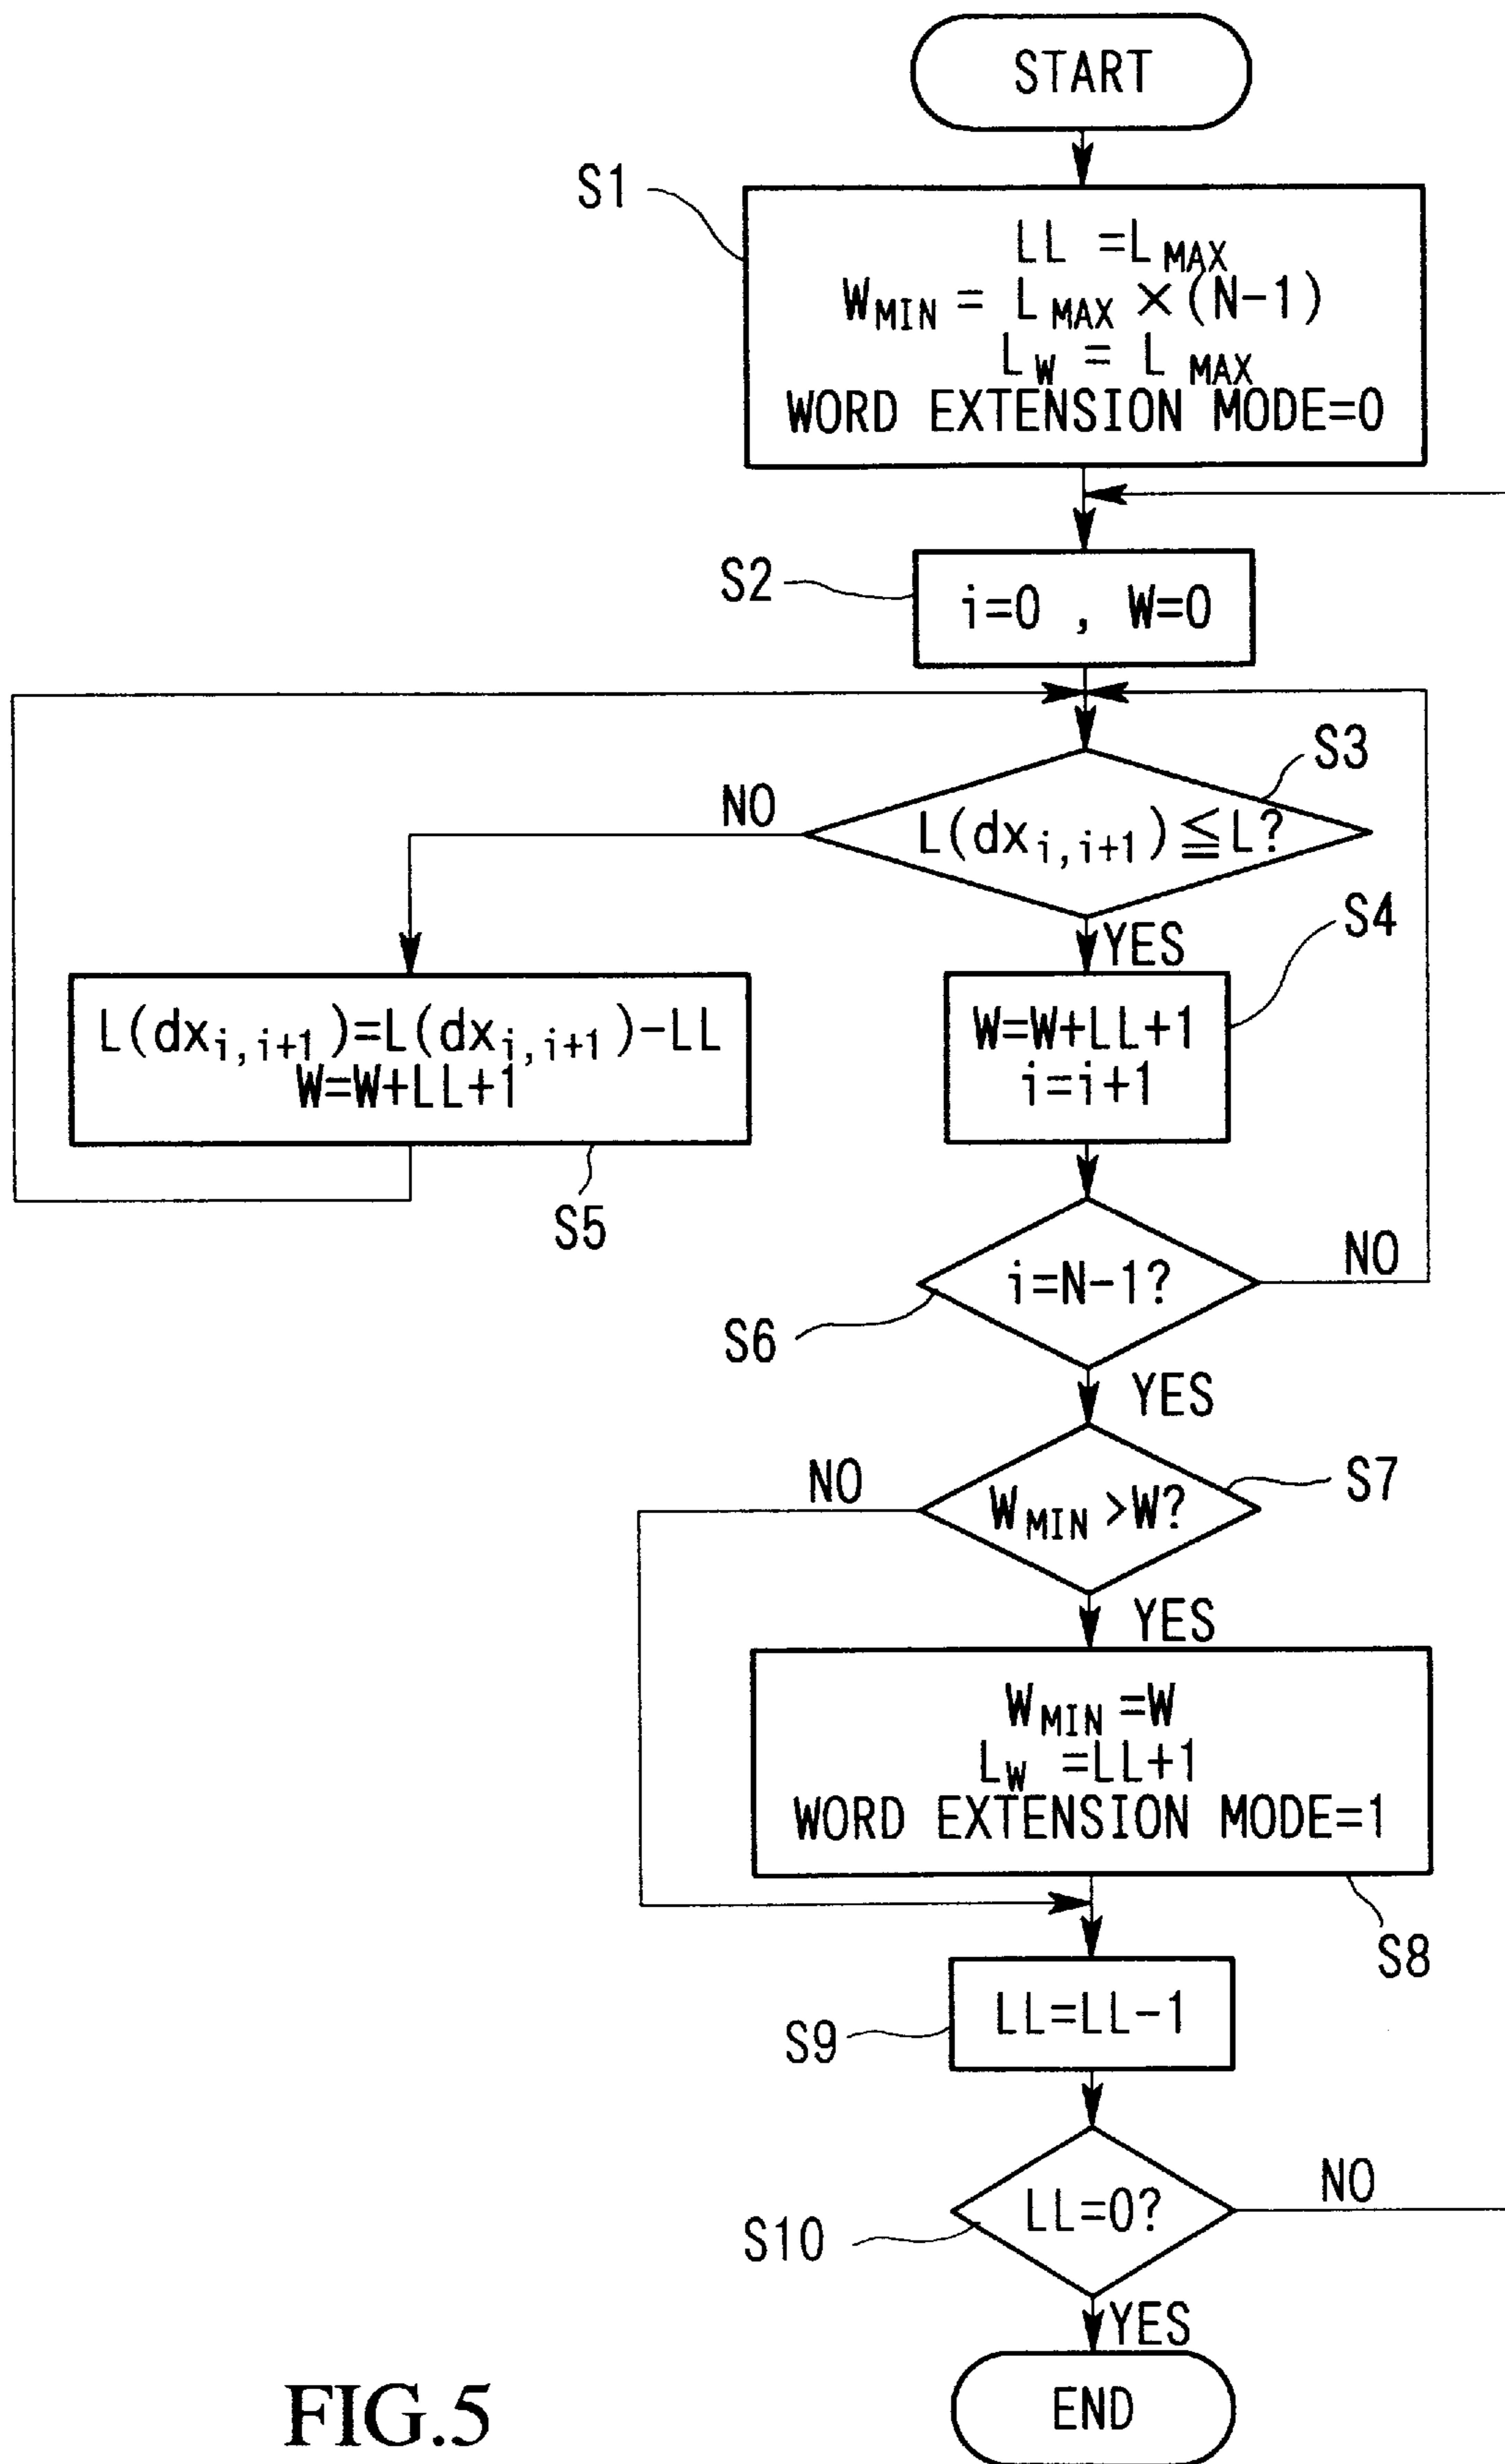 START
S1
LL =L MAX
W MIN = L MAX ×(N-1)
L W = L MAX
WORD EXTENSION MODE=0
S2
i=0 , W=0
S3
NO
L(dx i,i+1)≦L?
S4
YES
L(dx i,i+1)=L(dx i,i+1)-LL
W=W+LL+1
W=W+LL+1
i=i+1
S5
i=N-1?
NO
S6
YES
NO
S7
W MIN >W?
YES
W MIN =W
L W =LL+1
WORD EXTENSION MODE=1
S8
LL=LL-1
S9
NO
LL=0?
S10
YES
END
FIG.5